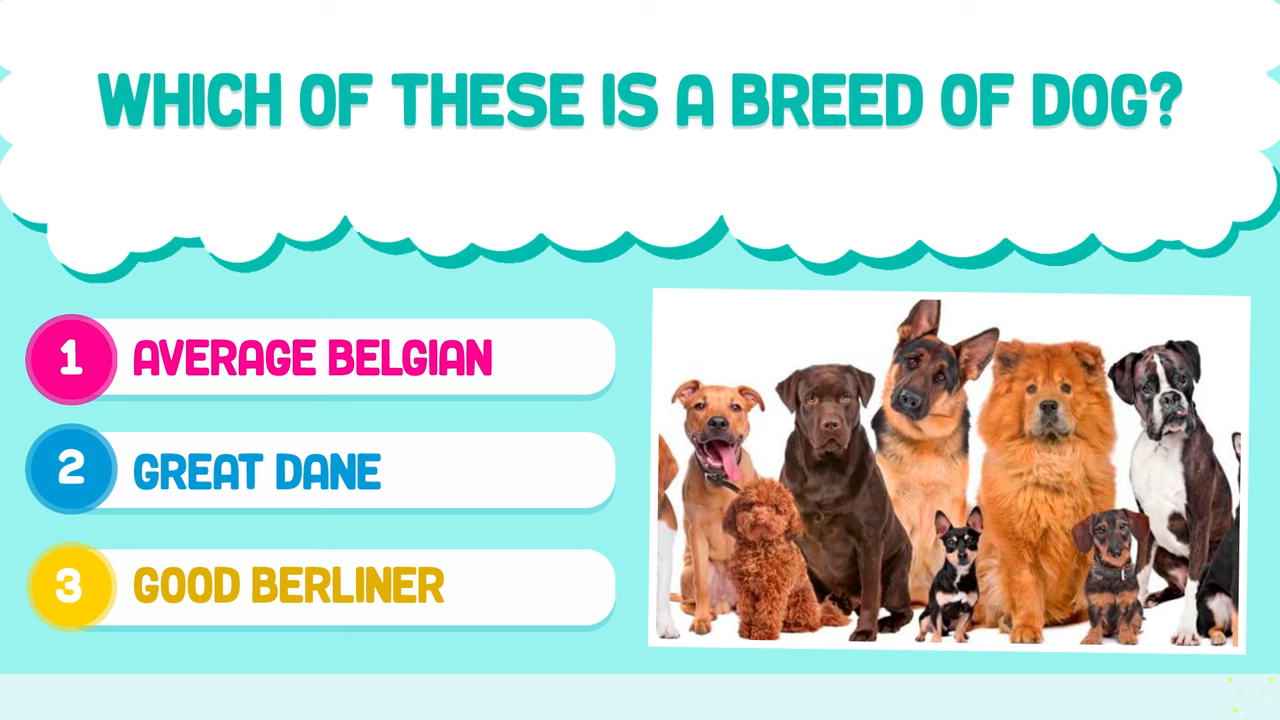 WHICH OF THESE IS A BREED OF DOG?
1 AVERAGE BELGIAN
2 GREAT DANE
3 GOOD BERLINER